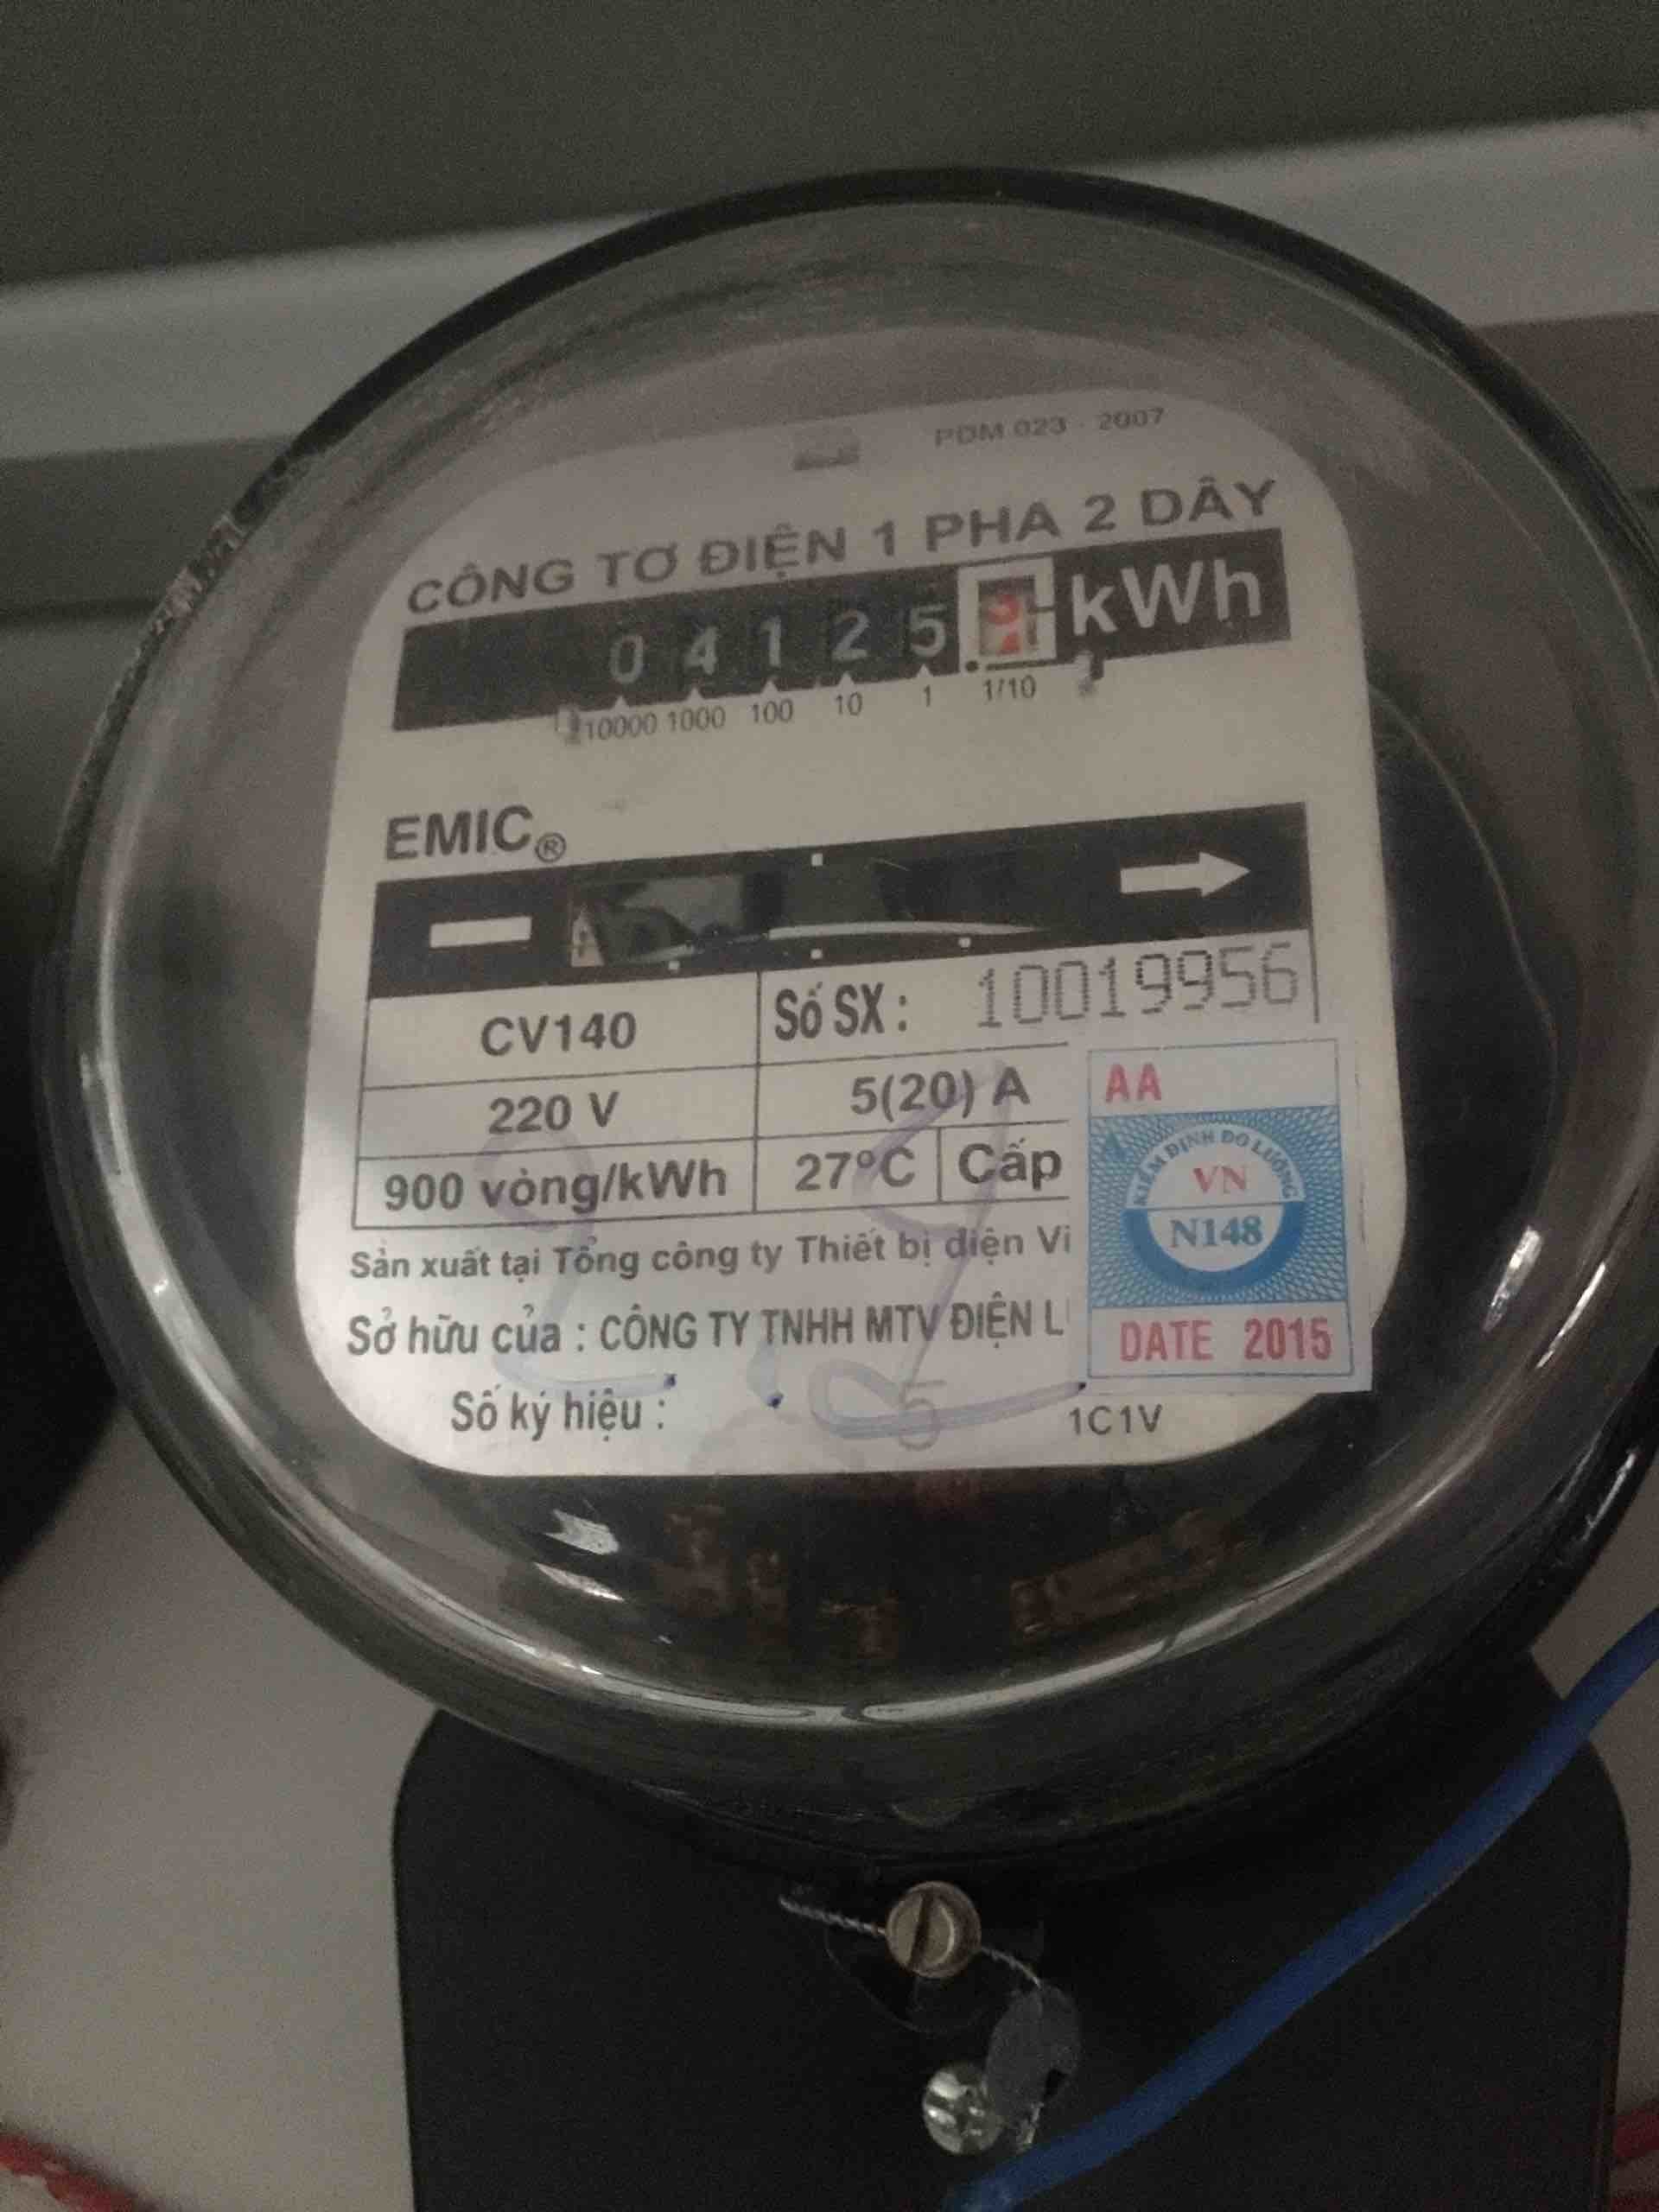 PDM 023 - 2007
CÔNG TƠ ĐIỆN 1 PHA 2 DÂY
0 4 1 2 5 kWh
10000 1000 100 10 1 1/10
EMIC®
CV140 Số SX : 10019956
220 V 5(20) A
900 vòng/kWh 27°C Cấp
Sản xuất tại Tổng công ty Thiết bị điện Vi
Sở hữu của : CÔNG TY TNHH MTV ĐIỆN L
Số ký hiệu : 5 1C1V
AA
KIỂM ĐỊNH ĐO LƯỜNG
VN
N148
DATE 2015